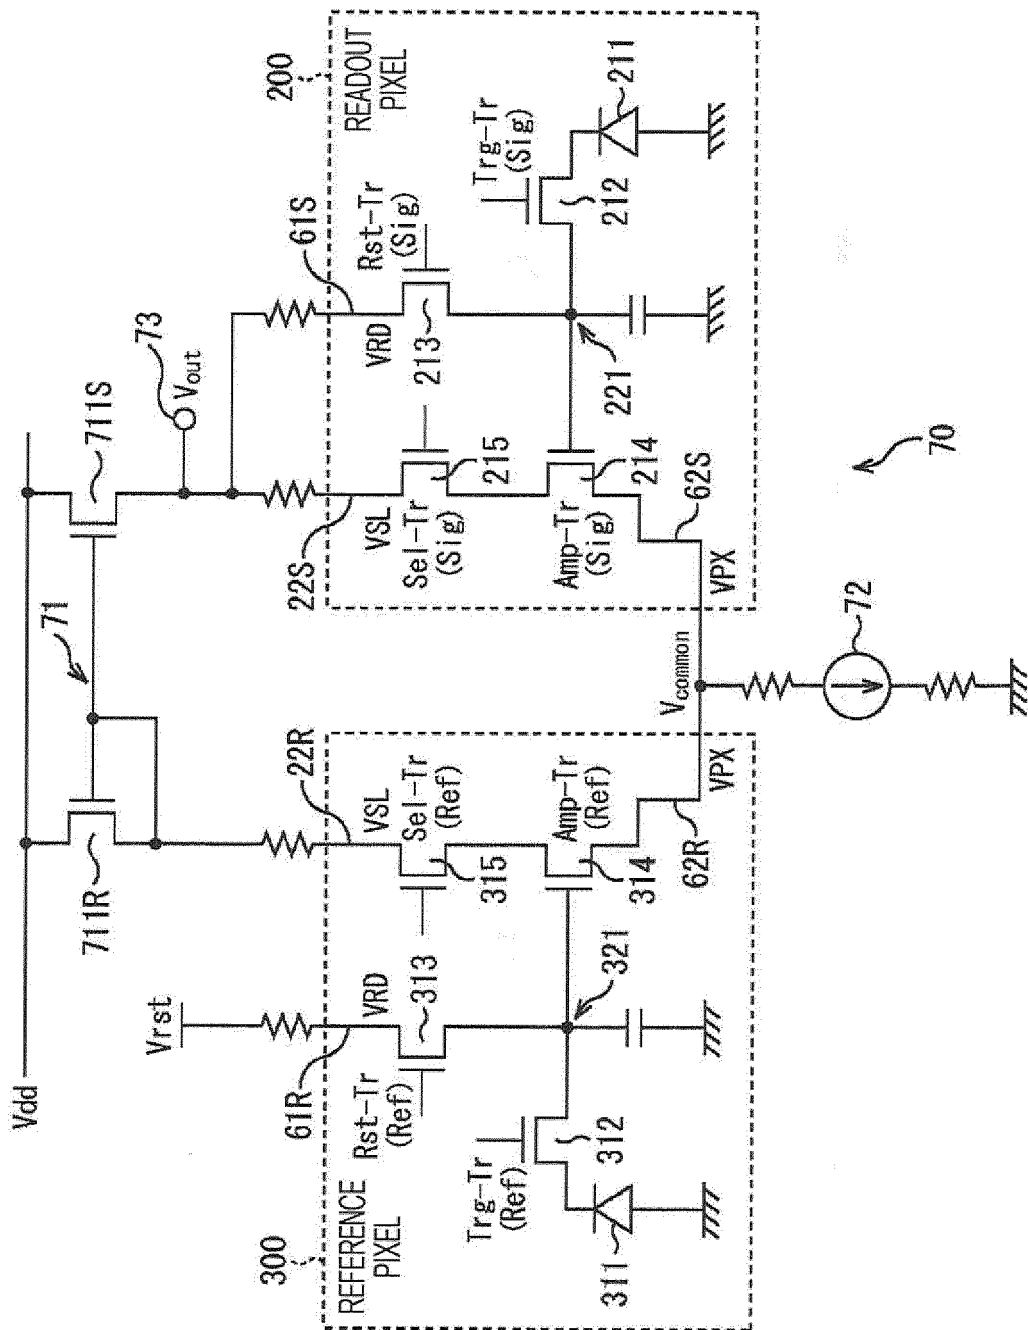 Vdd
711R
71
711S
73
Vout
Vrst
61R
22R
22S
61S
300
REFERENCE
PIXEL
200
READOUT
PIXEL
VRD
VSL
VSL
VRD
Rst-Tr
(Ref)
313
Sel-Tr
(Ref)
315
Sel-Tr
(Sig)
215
213
Rst-Tr
(Sig)
Trg-Tr
(Ref)
312
311
321
Amp-Tr
(Ref)
314
Amp-Tr
(Sig)
214
221
Trg-Tr
(Sig)
212
211
62R
VPX
Vcommon
VPX
62S
72
70